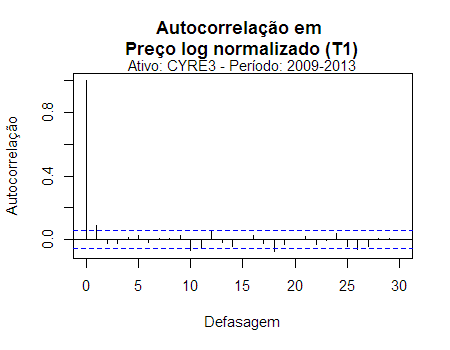 Autocorrelação em
Preço log normalizado (T1)
Ativo: CYRE3 - Período: 2009-2013
Autocorrelação
0.8
0.4
0.0
0 5 10 15 20 25 30
Defasagem